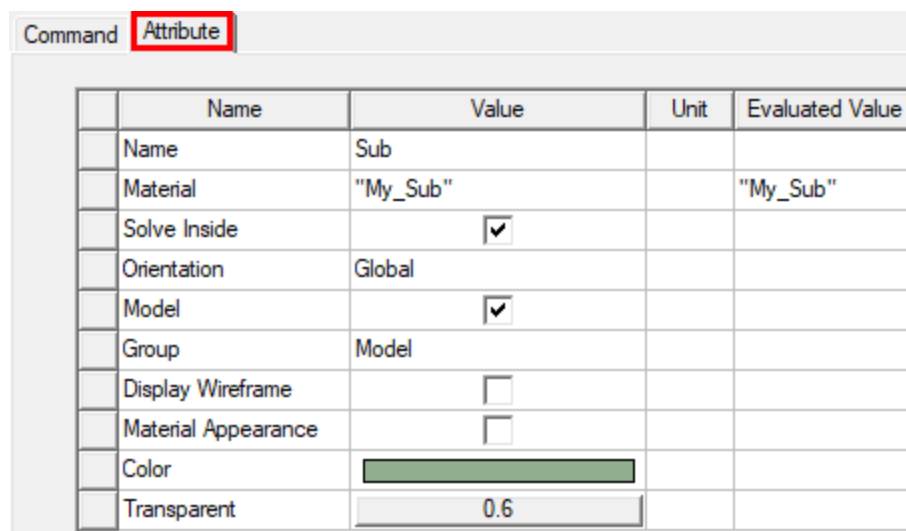 Command Attribute
Name Value Unit Evaluated Value
Name Sub
Material "My_Sub" "My_Sub"
Solve Inside
Orientation Global
Model
Group Model
Display Wireframe
Material Appearance
Color
Transparent 0.6